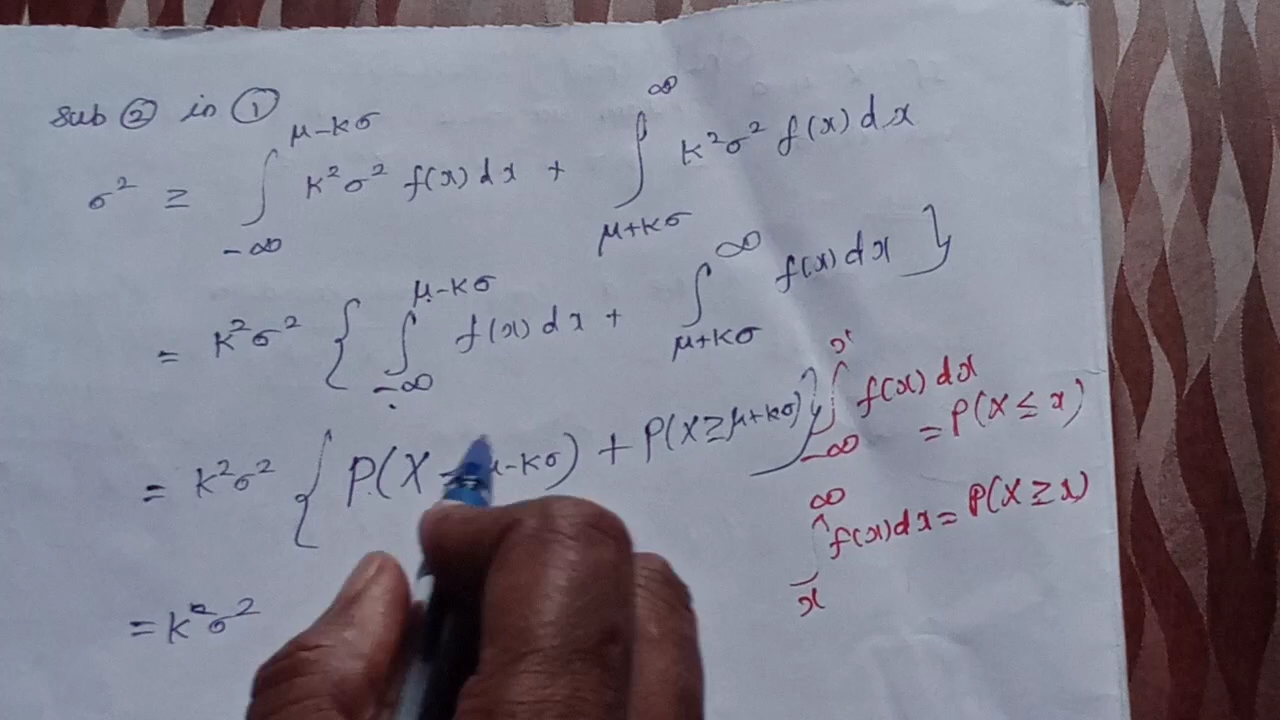 Sub ② in ①
σ² ≥ ∫_{-∞}^{μ-kσ} k²σ² f(x) dx + ∫_{μ+kσ}^{∞} k²σ² f(x) dx
= k²σ² { ∫_{-∞}^{μ-kσ} f(x) dx + ∫_{μ+kσ}^{∞} f(x) dx }
= k²σ² { P(X μ-kσ) + P(X ≥ μ+kσ) }
∫_{-∞}^{x} f(x) dx
= P(X ≤ x)
∫_{x}^{∞} f(x) dx = P(X ≥ x)
= k²σ²